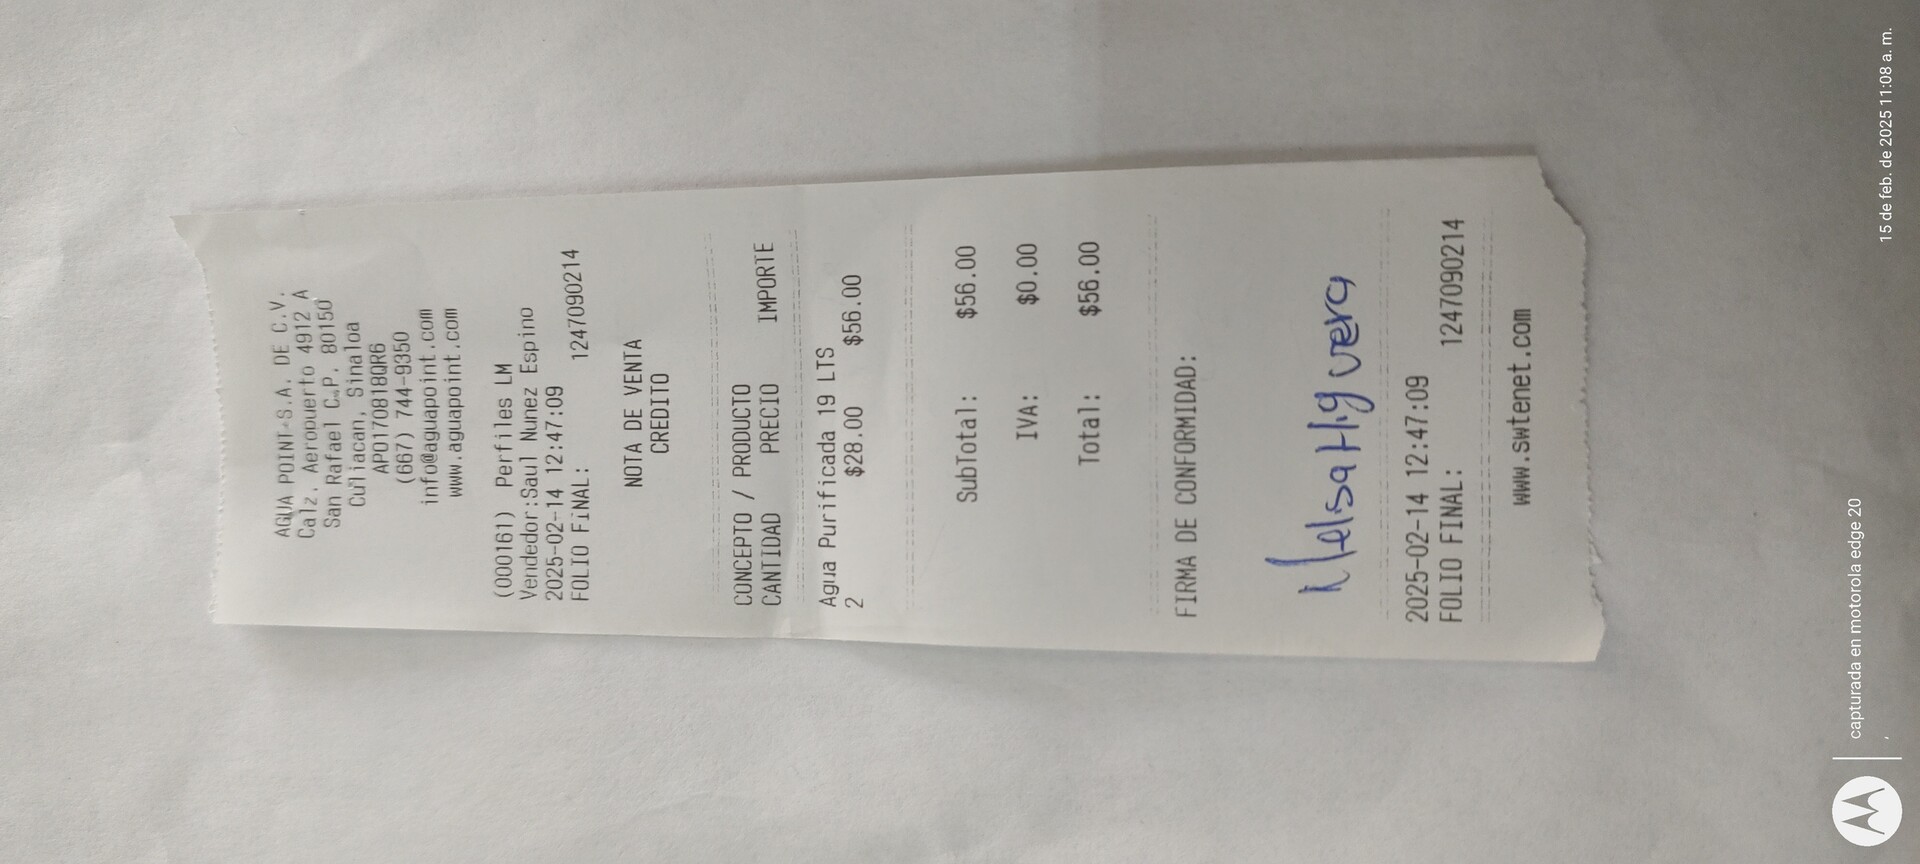 AGUA POINT S.A. DE C.V.
Calz. Aeropuerto 4912 A
San Rafael C.P. 80150
Culiacan, Sinaloa
APO170818QR6
(667) 744-9350
info@aguapoint.com
www.aguapoint.com
(000161) Perfiles LM
Vendedor:Saul Nunez Espino
2025-02-14 12:47:09
FOLIO FINAL: 1247090214
NOTA DE VENTA
CREDITO
CONCEPTO / PRODUCTO
CANTIDAD PRECIO IMPORTE
Agua Purificada 19 LTS
2 $28.00 $56.00
SubTotal: $56.00
IVA: $0.00
Total: $56.00
FIRMA DE CONFORMIDAD:
2025-02-14 12:47:09
FOLIO FINAL: 1247090214
www.swtenet.com
capturada en motorola edge 20
15 de feb. de 2025 11:08 a. m.